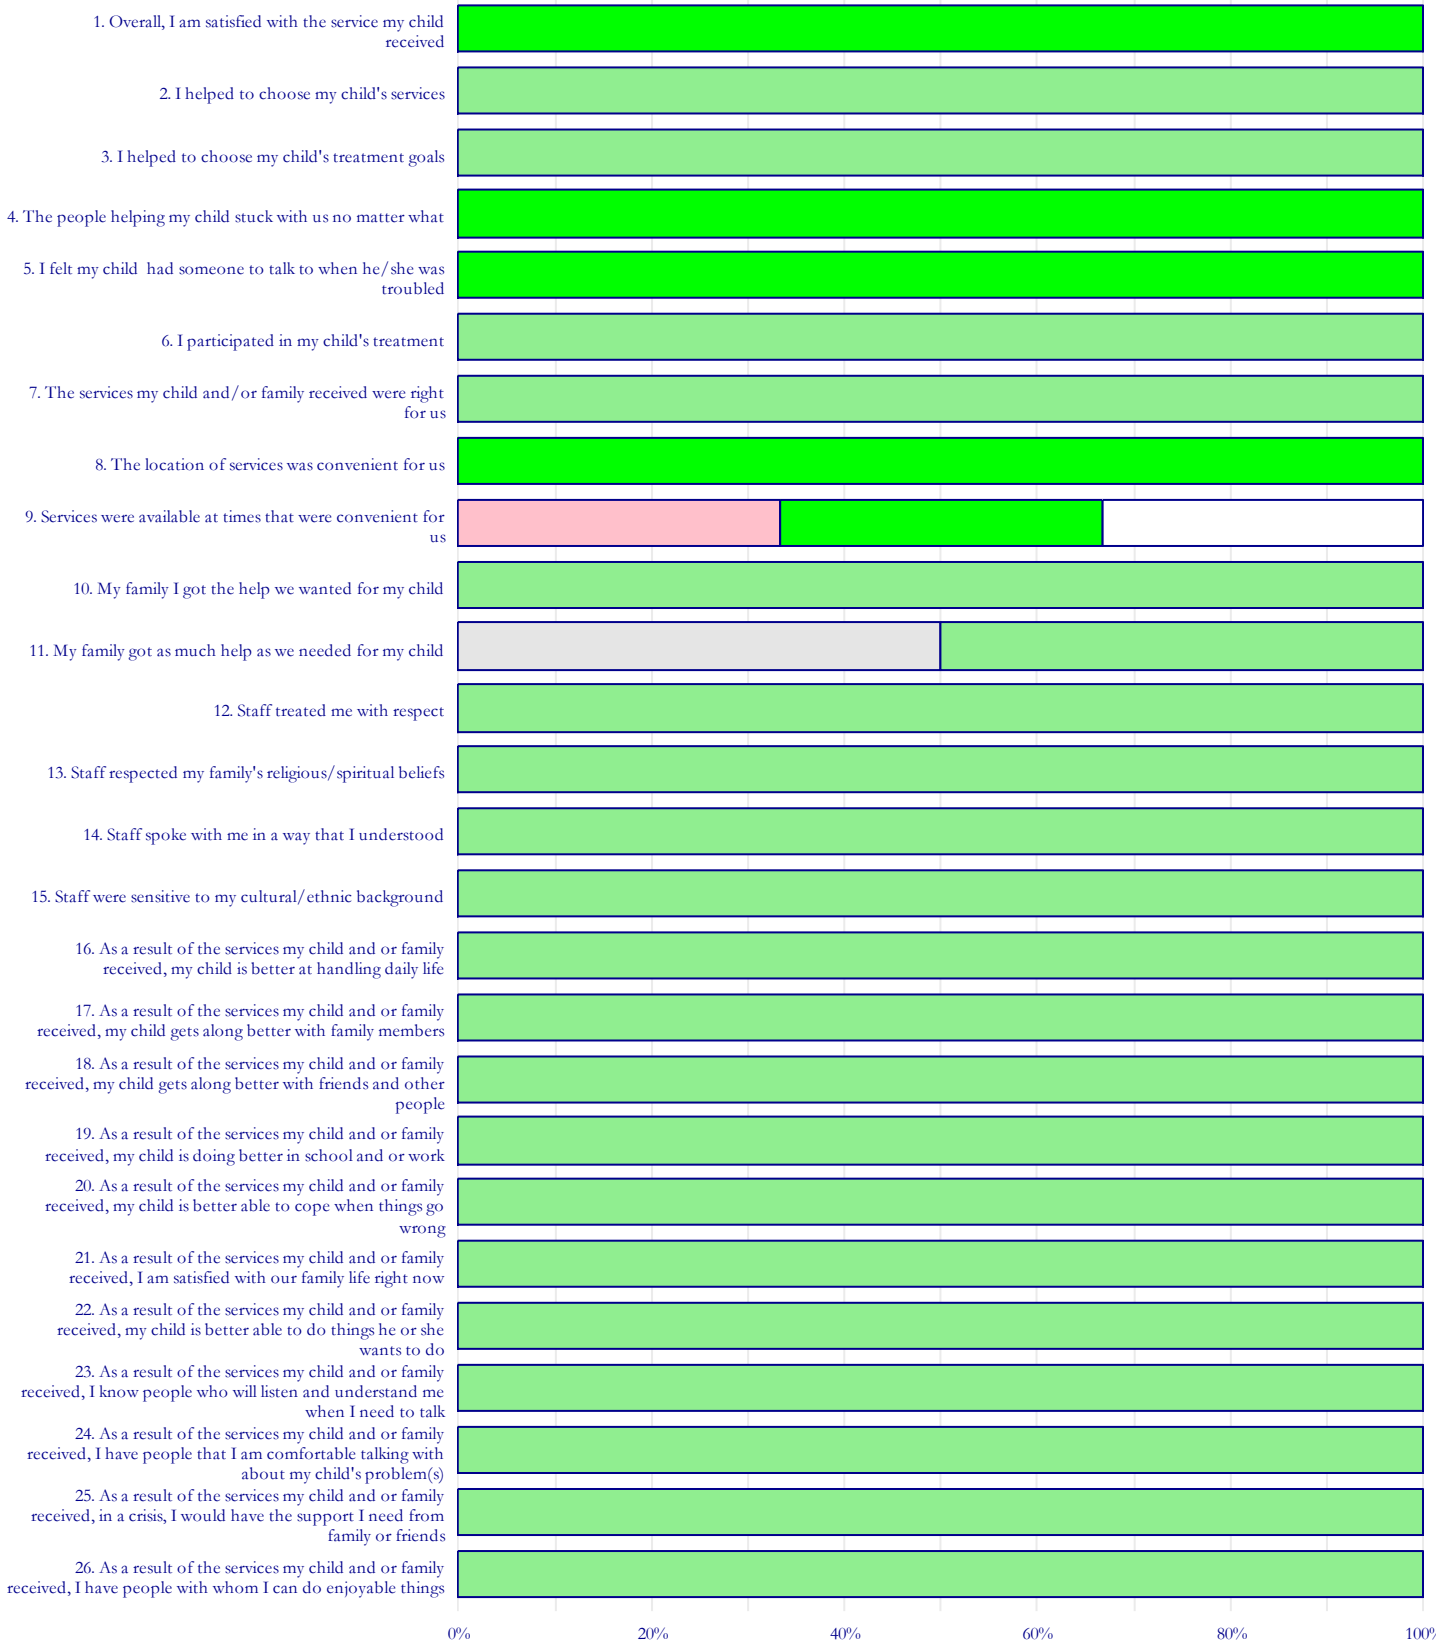 1. Overall, I am satisfied with the service my child
received
2. I helped to choose my child's services
3. I helped to choose my child's treatment goals
4. The people helping my child stuck with us no matter what
5. I felt my child  had someone to talk to when he/she was
troubled
6. I participated in my child's treatment
7. The services my child and/or family received were right
for us
8. The location of services was convenient for us
9. Services were available at times that were convenient for
us
10. My family I got the help we wanted for my child
11. My family got as much help as we needed for my child
12. Staff treated me with respect
13. Staff respected my family's religious/spiritual beliefs
14. Staff spoke with me in a way that I understood
15. Staff were sensitive to my cultural/ethnic background
16. As a result of the services my child and or family
received, my child is better at handling daily life
17. As a result of the services my child and or family
received, my child gets along better with family members
18. As a result of the services my child and or family
received, my child gets along better with friends and other
people
19. As a result of the services my child and or family
received, my child is doing better in school and or work
20. As a result of the services my child and or family
received, my child is better able to cope when things go
wrong
21. As a result of the services my child and or family
received, I am satisfied with our family life right now
22. As a result of the services my child and or family
received, my child is better able to do things he or she
wants to do
23. As a result of the services my child and or family
received, I know people who will listen and understand me
when I need to talk
24. As a result of the services my child and or family
received, I have people that I am comfortable talking with
about my child's problem(s)
25. As a result of the services my child and or family
received, in a crisis, I would have the support I need from
family or friends
26. As a result of the services my child and or family
received, I have people with whom I can do enjoyable things
0% 20% 40% 60% 80% 100%